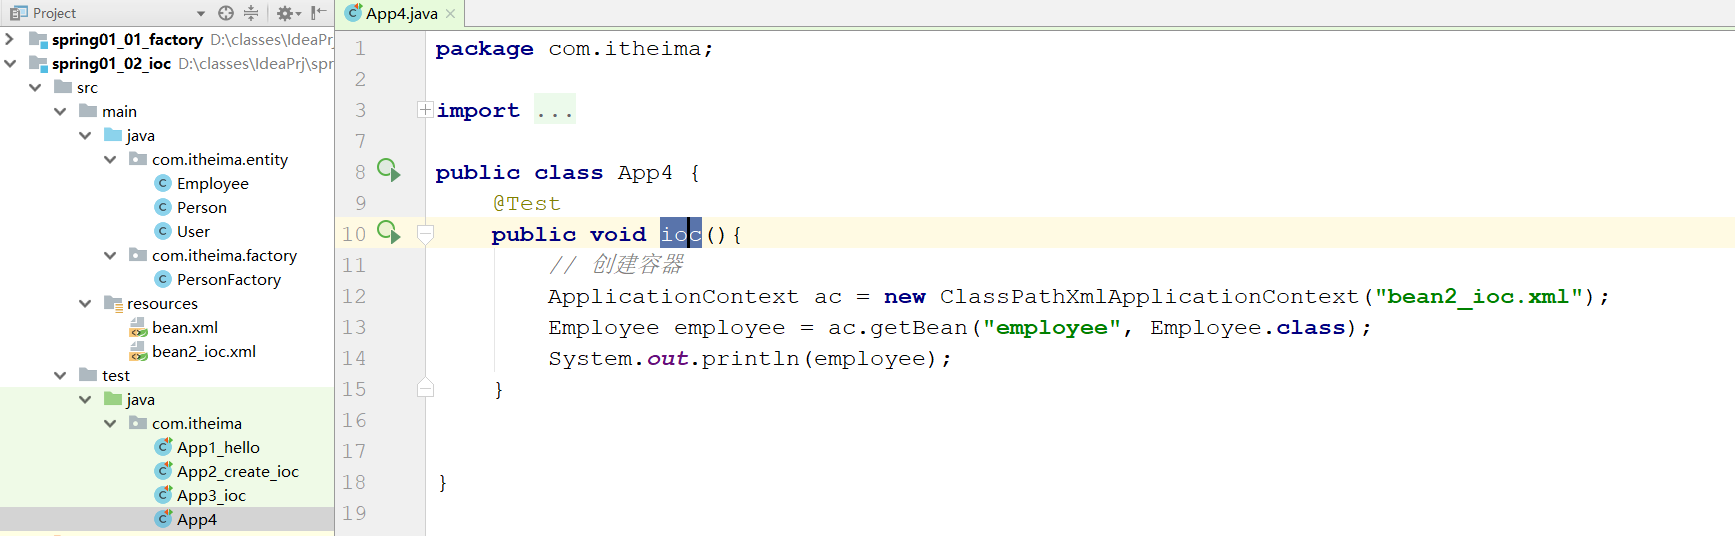 Project
spring01_01_factory D:\classes\IdeaPrj
spring01_02_ioc D:\classes\IdeaPrj\spr
src
main
java
com.itheima.entity
Employee
Person
User
com.itheima.factory
PersonFactory
resources
bean.xml
bean2_ioc.xml
test
java
com.itheima
App1_hello
App2_create_ioc
App3_ioc
App4
App4.java
1 package com.itheima;
2
3 import ...
7
8 public class App4 {
9 @Test
10 public void ioc(){
11 // 创建容器
12 ApplicationContext ac = new ClassPathXmlApplicationContext("bean2_ioc.xml");
13 Employee employee = ac.getBean("employee", Employee.class);
14 System.out.println(employee);
15 }
16
17
18 }
19